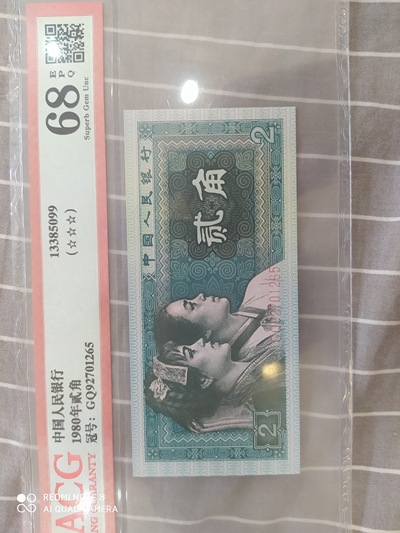 中国人民银行
1980年贰角
冠号：GQ92701265
13385099
(☆☆☆)
68
EPQ
Superb Gem Unc
ACG
RANTY
中国人民银行
贰角
2
2
GQ92701265
REDMI NOTE 8
AI QUAD CAMERA